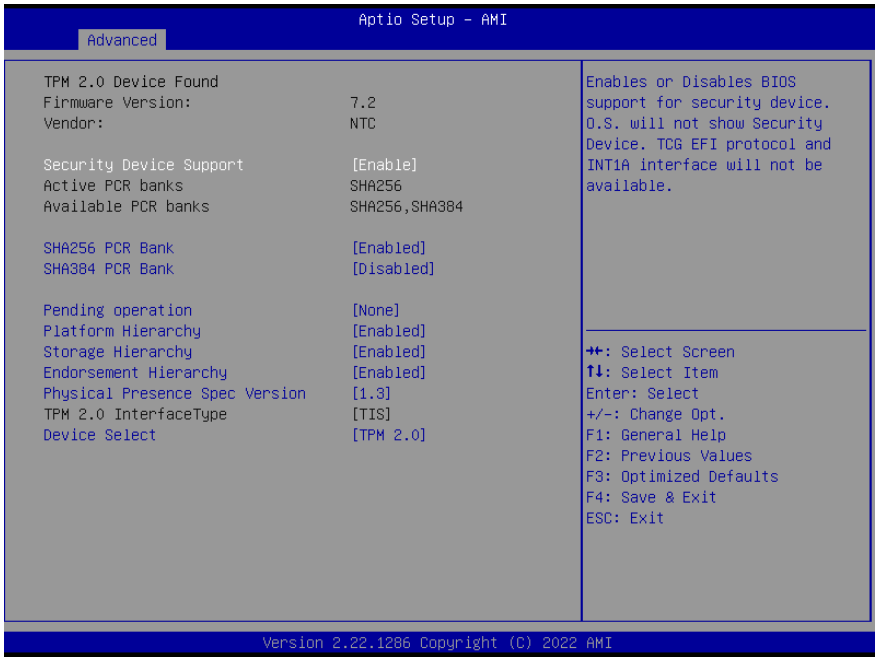 Aptio Setup – AMI
Advanced
TPM 2.0 Device Found
Firmware Version: 7.2
Vendor: NTC
Security Device Support [Enable]
Active PCR banks SHA256
Available PCR banks SHA256,SHA384
SHA256 PCR Bank [Enabled]
SHA384 PCR Bank [Disabled]
Pending operation [None]
Platform Hierarchy [Enabled]
Storage Hierarchy [Enabled]
Endorsement Hierarchy [Enabled]
Physical Presence Spec Version [1.3]
TPM 2.0 InterfaceType [TIS]
Device Select [TPM 2.0]
Enables or Disables BIOS
support for security device.
O.S. will not show Security
Device. TCG EFI protocol and
INT1A interface will not be
available.
→←: Select Screen
↑↓: Select Item
Enter: Select
+/-: Change Opt.
F1: General Help
F2: Previous Values
F3: Optimized Defaults
F4: Save & Exit
ESC: Exit
Version 2.22.1286 Copyright (C) 2022 AMI